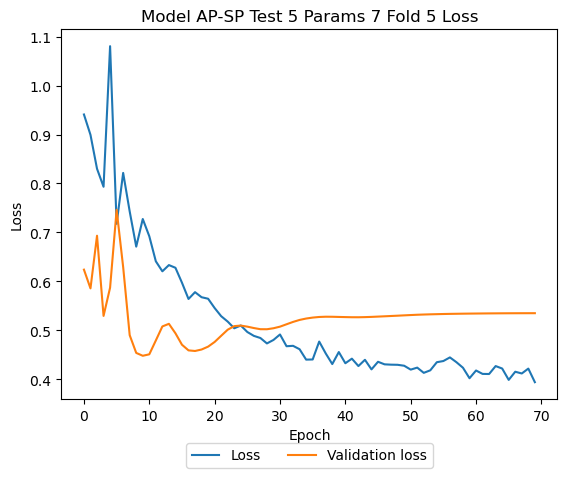 Model AP-SP Test 5 Params 7 Fold 5 Loss
1.1
1.0
0.9
0.8
0.7
0.6
0.5
0.4
Loss
0 10 20 30 40 50 60 70
Epoch
Loss Validation loss